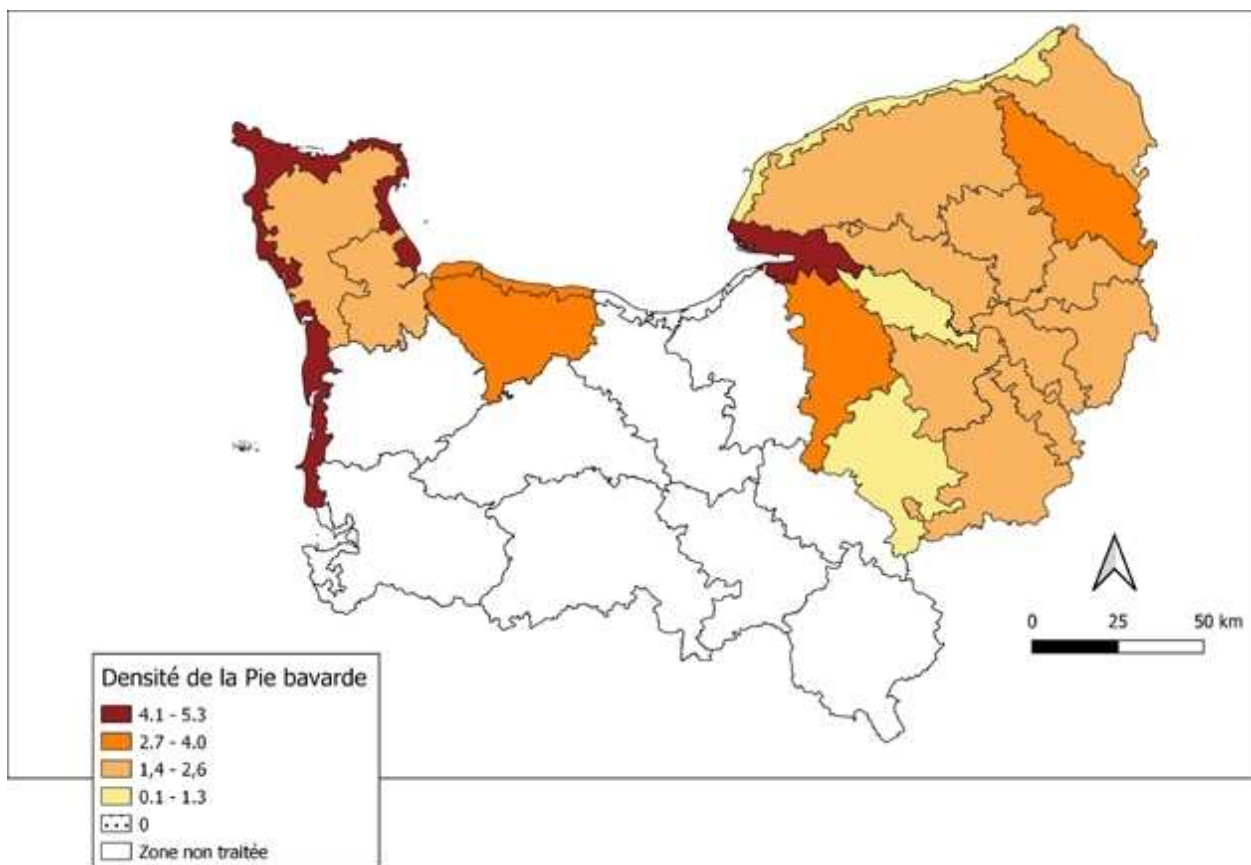 0 25 50 km
Densité de la Pie bavarde
4.1 - 5.3
2.7 - 4.0
1,4 - 2,6
0.1 - 1.3
0
Zone non traitée